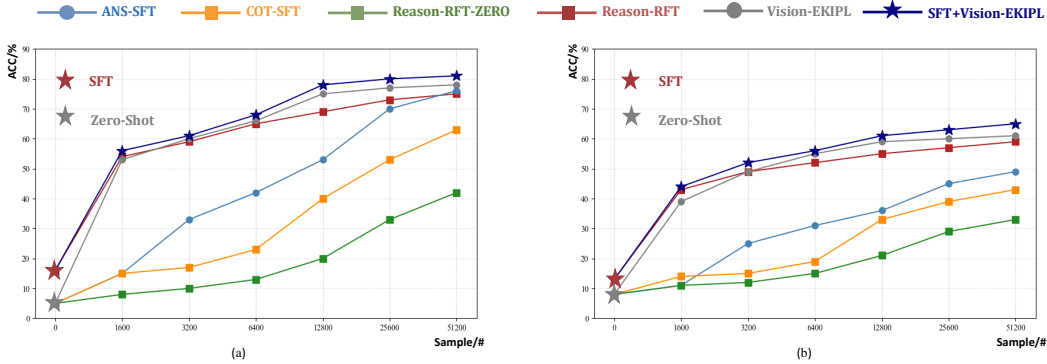 ANS-SFT COT-SFT Reason-RFT-ZERO Reason-RFT Vision-EKIPL SFT+Vision-EKIPL
ACC/%
90
80
70
60
50
40
30
20
10
0
SFT
Zero-Shot
0 1600 3200 6400 12800 25600 51200
Sample/#
(a)
ACC/%
90
80
70
60
50
40
30
20
10
0
SFT
Zero-Shot
0 1600 3200 6400 12800 25600 51200
Sample/#
(b)